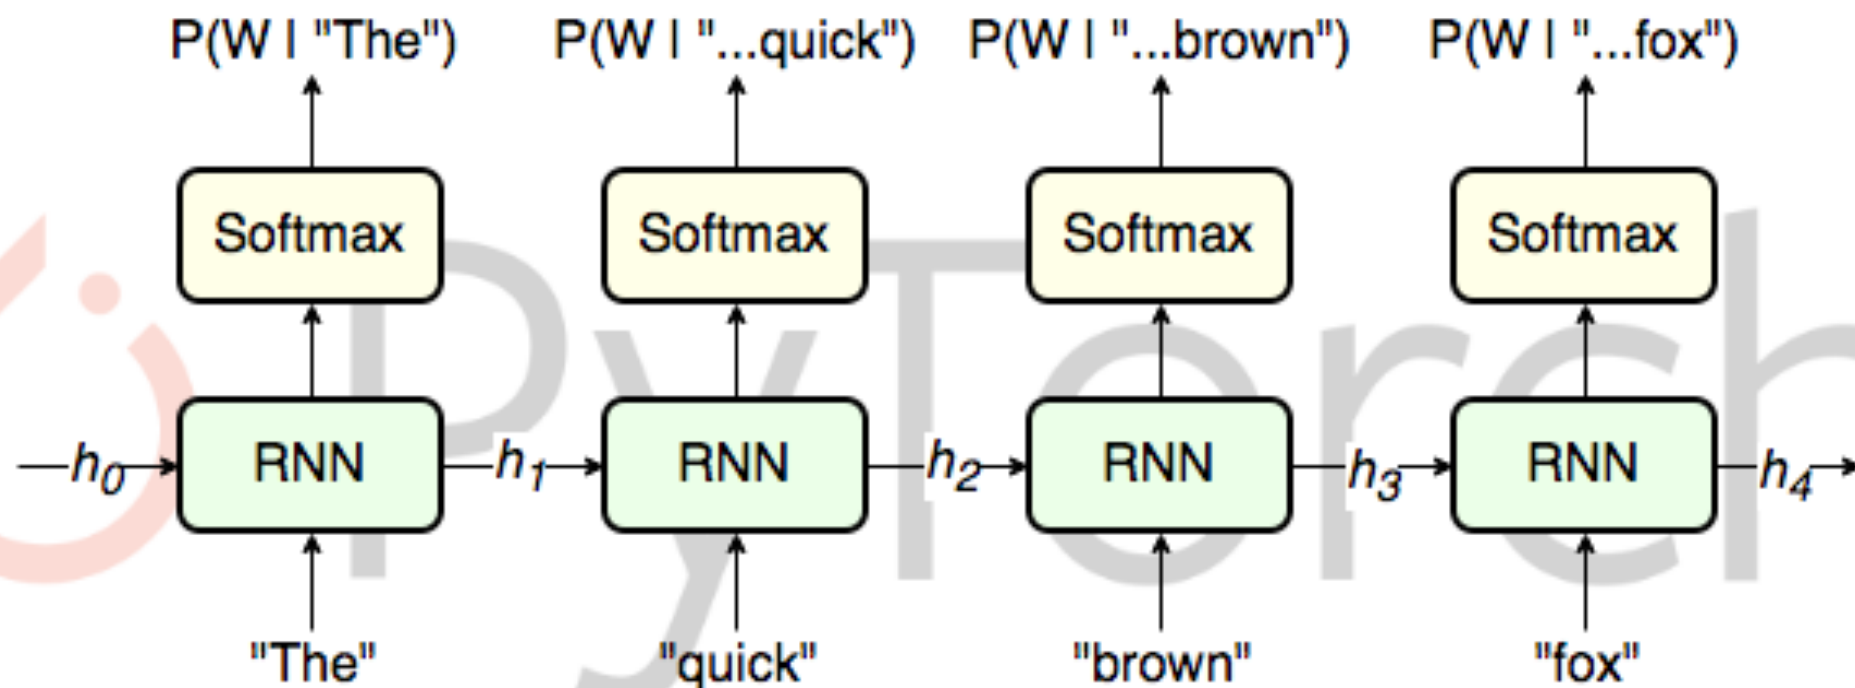 P(W | "The") P(W | "...quick") P(W | "...brown") P(W | "...fox")
Softmax Softmax Softmax Softmax
PyTorch
h0 RNN h1 RNN h2 RNN h3 RNN h4
"The" "quick" "brown" "fox"